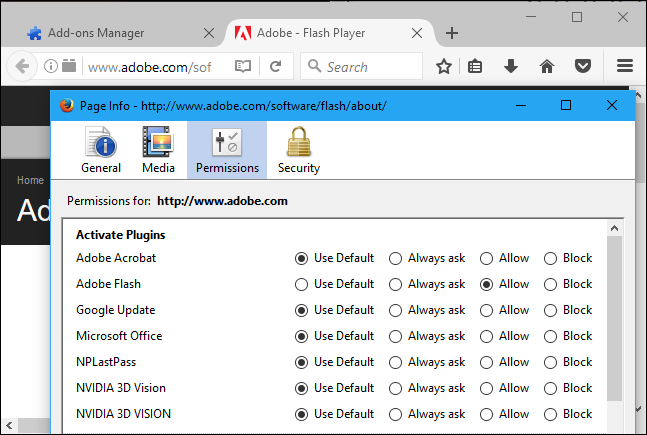 Add-ons Manager
Adobe - Flash Player
www.adobe.com/sof
Search
Page Info - http://www.adobe.com/software/flash/about/
General Media Permissions Security
Home
Ad
Permissions for: http://www.adobe.com
Activate Plugins
Adobe Acrobat Use Default Always ask Allow Block
Adobe Flash Use Default Always ask Allow Block
Google Update Use Default Always ask Allow Block
Microsoft Office Use Default Always ask Allow Block
NPLastPass Use Default Always ask Allow Block
NVIDIA 3D Vision Use Default Always ask Allow Block
NVIDIA 3D VISION Use Default Always ask Allow Block